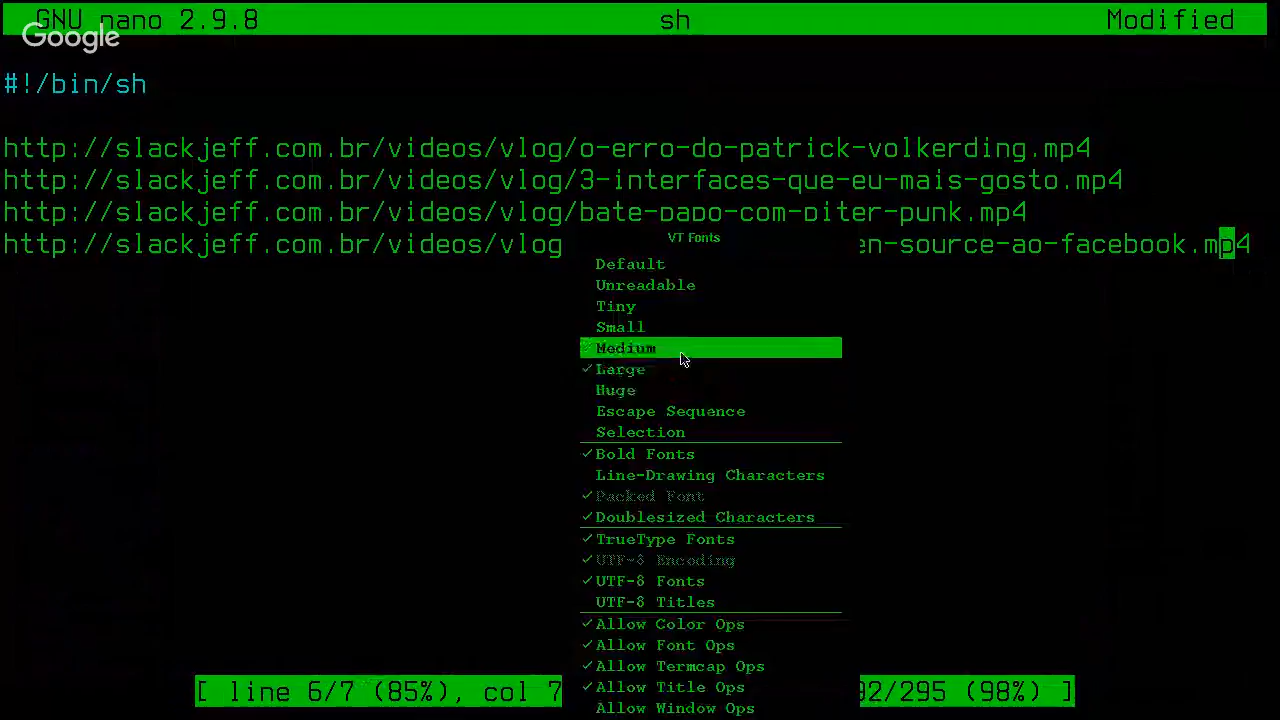 GNU nano 2.9.8 sh Modified
Google
#!/bin/sh
http://slackjeff.com.br/videos/vlog/o-erro-do-patrick-volkerding.mp4
http://slackjeff.com.br/videos/vlog/3-interfaces-que-eu-mais-gosto.mp4
http://slackjeff.com.br/videos/vlog/bate-papo-com-piter-punk.mp4
http://slackjeff.com.br/videos/vlog en-source-ao-facebook.mp4
VT Fonts
Default
Unreadable
Tiny
Small
Medium
✓Large
Huge
Escape Sequence
Selection
✓Bold Fonts
Line-Drawing Characters
✓Packed Font
✓Doublesized Characters
✓TrueType Fonts
✓UTF-8 Encoding
✓UTF-8 Fonts
UTF-8 Titles
✓Allow Color Ops
✓Allow Font Ops
✓Allow Termcap Ops
✓Allow Title Ops
Allow Window Ops
[ line 6/7 (85%), col 7 92/295 (98%) ]